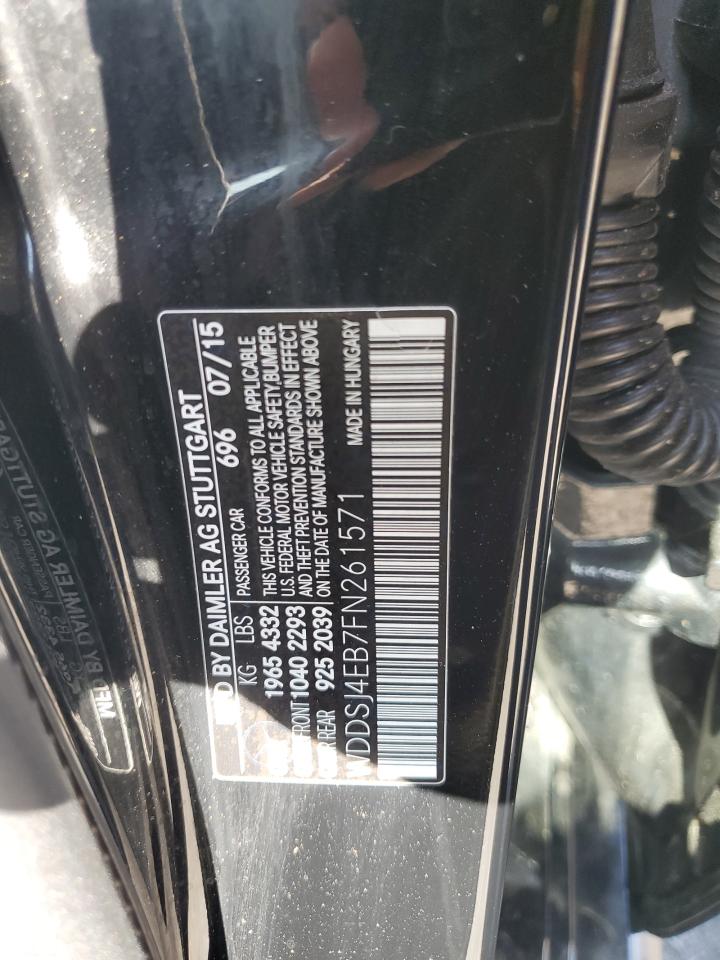 MFD BY DAIMLER AG STUTTGART
KG LBS PASSENGER CAR 696 07/15
1965 4332 THIS VEHICLE CONFORMS TO ALL APPLICABLE
FRONT 1040 2293 U.S. FEDERAL MOTOR VEHICLE SAFETY,BUMPER
REAR 925 2039 AND THEFT PREVENTION STANDARDS IN EFFECT
ON THE DATE OF MANUFACTURE SHOWN ABOVE
MADE IN HUNGARY
WDDSJ4EB7FN261571